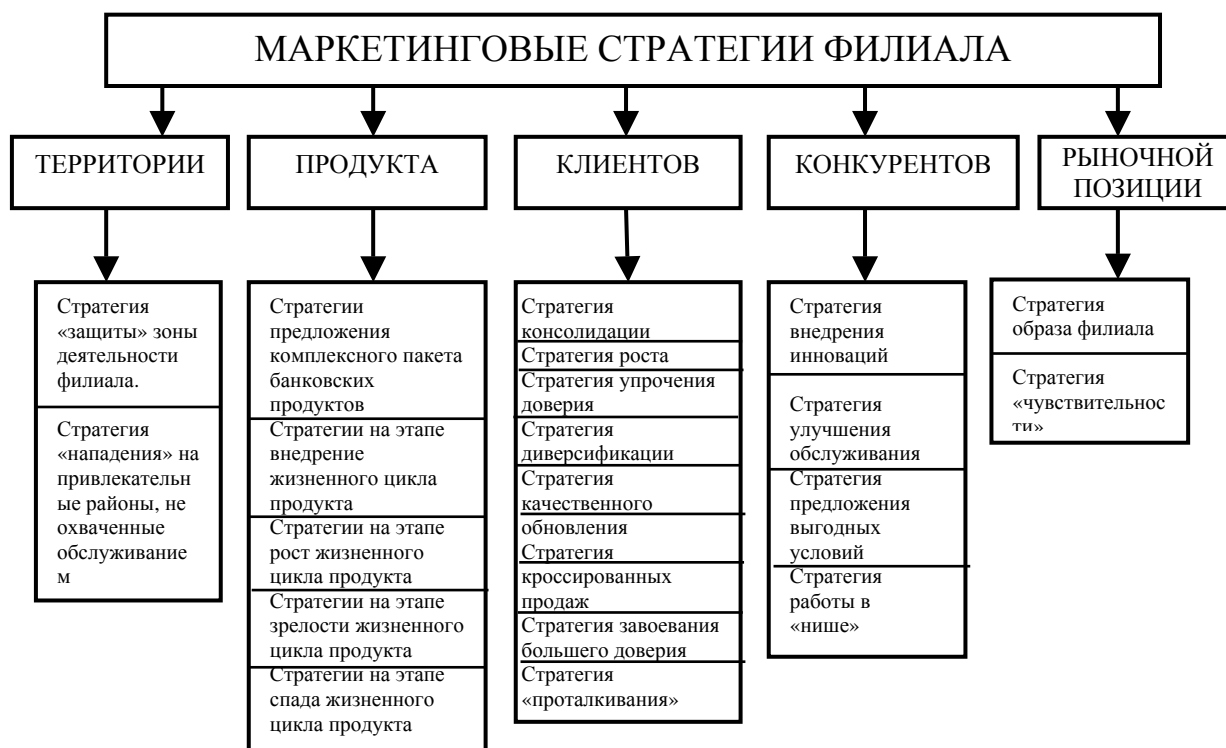 МАРКЕТИНГОВЫЕ СТРАТЕГИИ ФИЛИАЛА
ТЕРРИТОРИИ
ПРОДУКТА
КЛИЕНТОВ
КОНКУРЕНТОВ
РЫНОЧНОЙ
ПОЗИЦИИ
Стратегия
«защиты» зоны
деятельности
филиала.
Стратегия
«нападения» на
привлекатель
ные районы, не
охваченные
обслуживание
м
Стратегии
предложения
комплексного пакета
банковских
продуктов
Стратегии на этапе
внедрение
жизненного цикла
продукта
Стратегии на этапе
рост жизненного
цикла продукта
Стратегии на этапе
зрелости жизненного
цикла продукта
Стратегии на этапе
спада жизненного
цикла продукта
Стратегия
консолидации
Стратегия роста
Стратегия упрочения
доверия
Стратегия
диверсификации
Стратегия
качественного
обновления
Стратегия
кроссированных
продаж
Стратегия завоевания
большего доверия
Стратегия
«проталкивания»
Стратегия
внедрения
инноваций
Стратегия
улучшения
обслуживания
Стратегия
предложения
выгодных
условий
Стратегия
работы в
«нише»
Стратегия
образа филиала
Стратегия
«чувствительнос
ти»